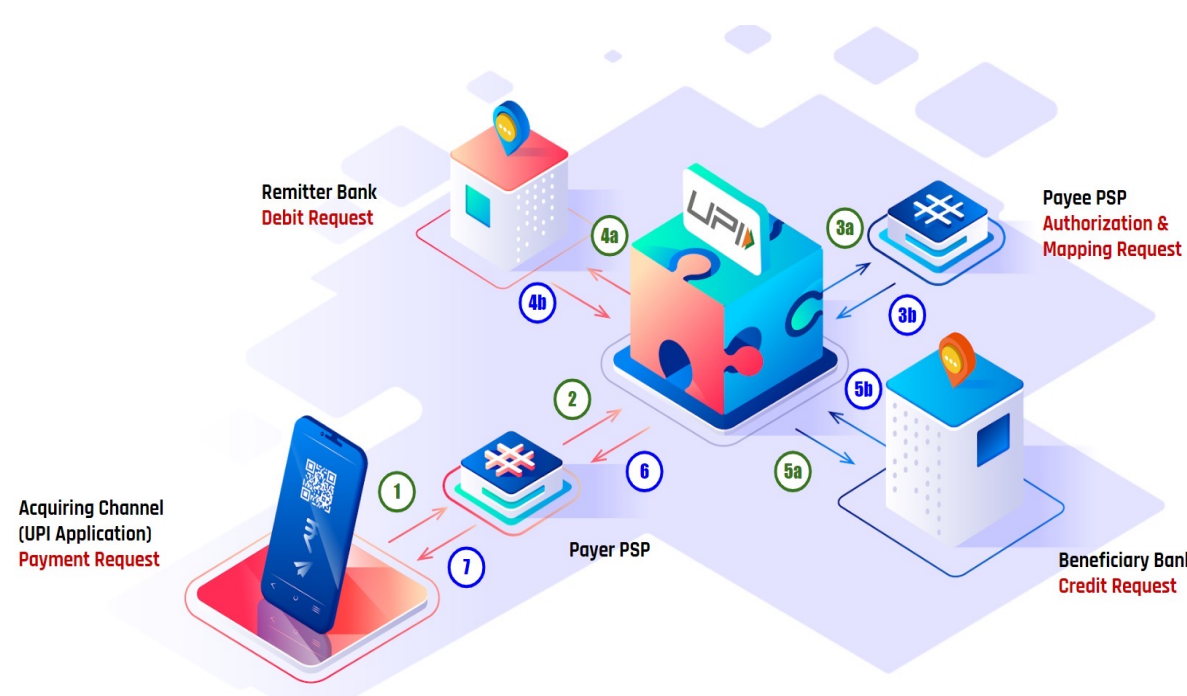 Remitter Bank
Debit Request
UPI
4a
4b
3a
3b
Payee PSP
Authorization &
Mapping Request
2
6
5b
5a
1
7
Acquiring Channel
(UPI Application)
Payment Request
Payer PSP
Beneficiary Bank
Credit Request